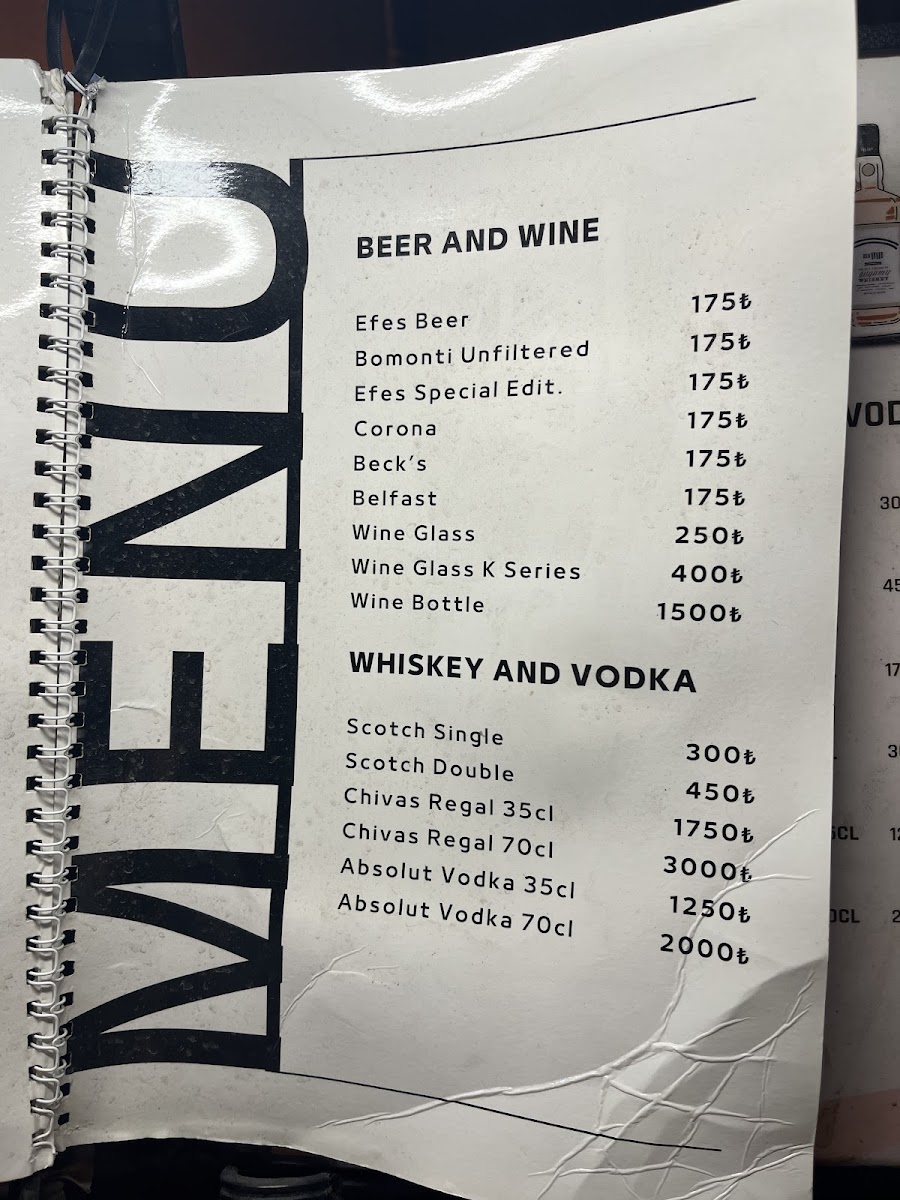 MENU
BEER AND WINE
Efes Beer 175₺
Bomonti Unfiltered 175₺
Efes Special Edit. 175₺
Corona 175₺
Beck's 175₺
Belfast 175₺
Wine Glass 250₺
Wine Glass K Series 400₺
Wine Bottle 1500₺
WHISKEY AND VODKA
Scotch Single 300₺
Scotch Double 450₺
Chivas Regal 35cl 1750₺
Chivas Regal 70cl 3000₺
Absolut Vodka 35cl 1250₺
Absolut Vodka 70cl 2000₺
WHISKEY
VOD